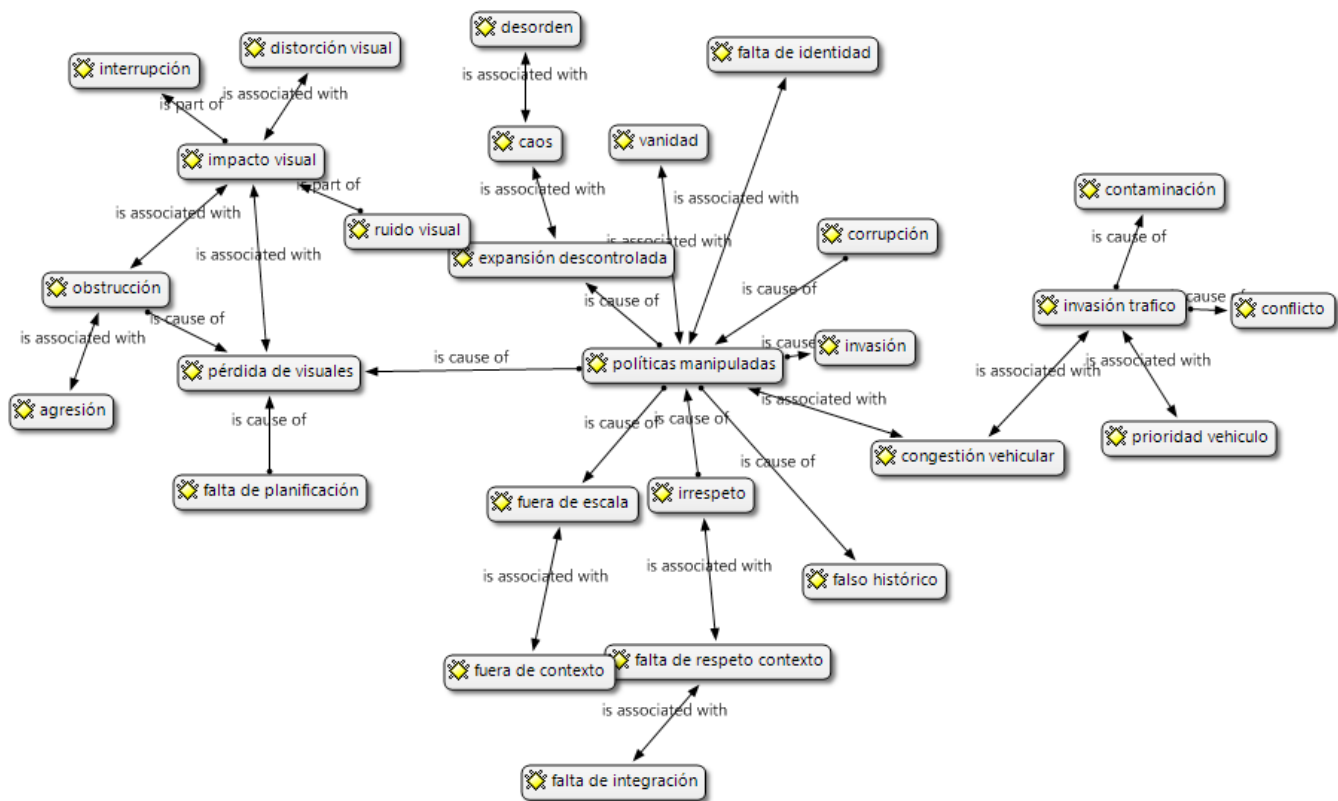 desorden
distorción visual
falta de identidad
interrupción
is associated with
is associated with
is part of
caos
vanidad
impacto visual
is part of
is associated with
contaminación
is associated with
is associated with
ruido visual
corrupción
is cause of
is associated with
is associated with
expansión descontrolada
obstrucción
is cause of
is cause of
is cause of
invasión trafico
conflicto
is cause of
is associated with
is cause of
invasión
is cause of
políticas manipuladas
is associated with
pérdida de visuales
is associated with
is associated with
agresión
is cause of
is cause of
prioridad vehiculo
congestión vehicular
is cause of
falta de planificación
irrespeto
fuera de escala
is associated with
is associated with
falso histórico
fuera de contexto
falta de respeto contexto
is associated with
falta de integración